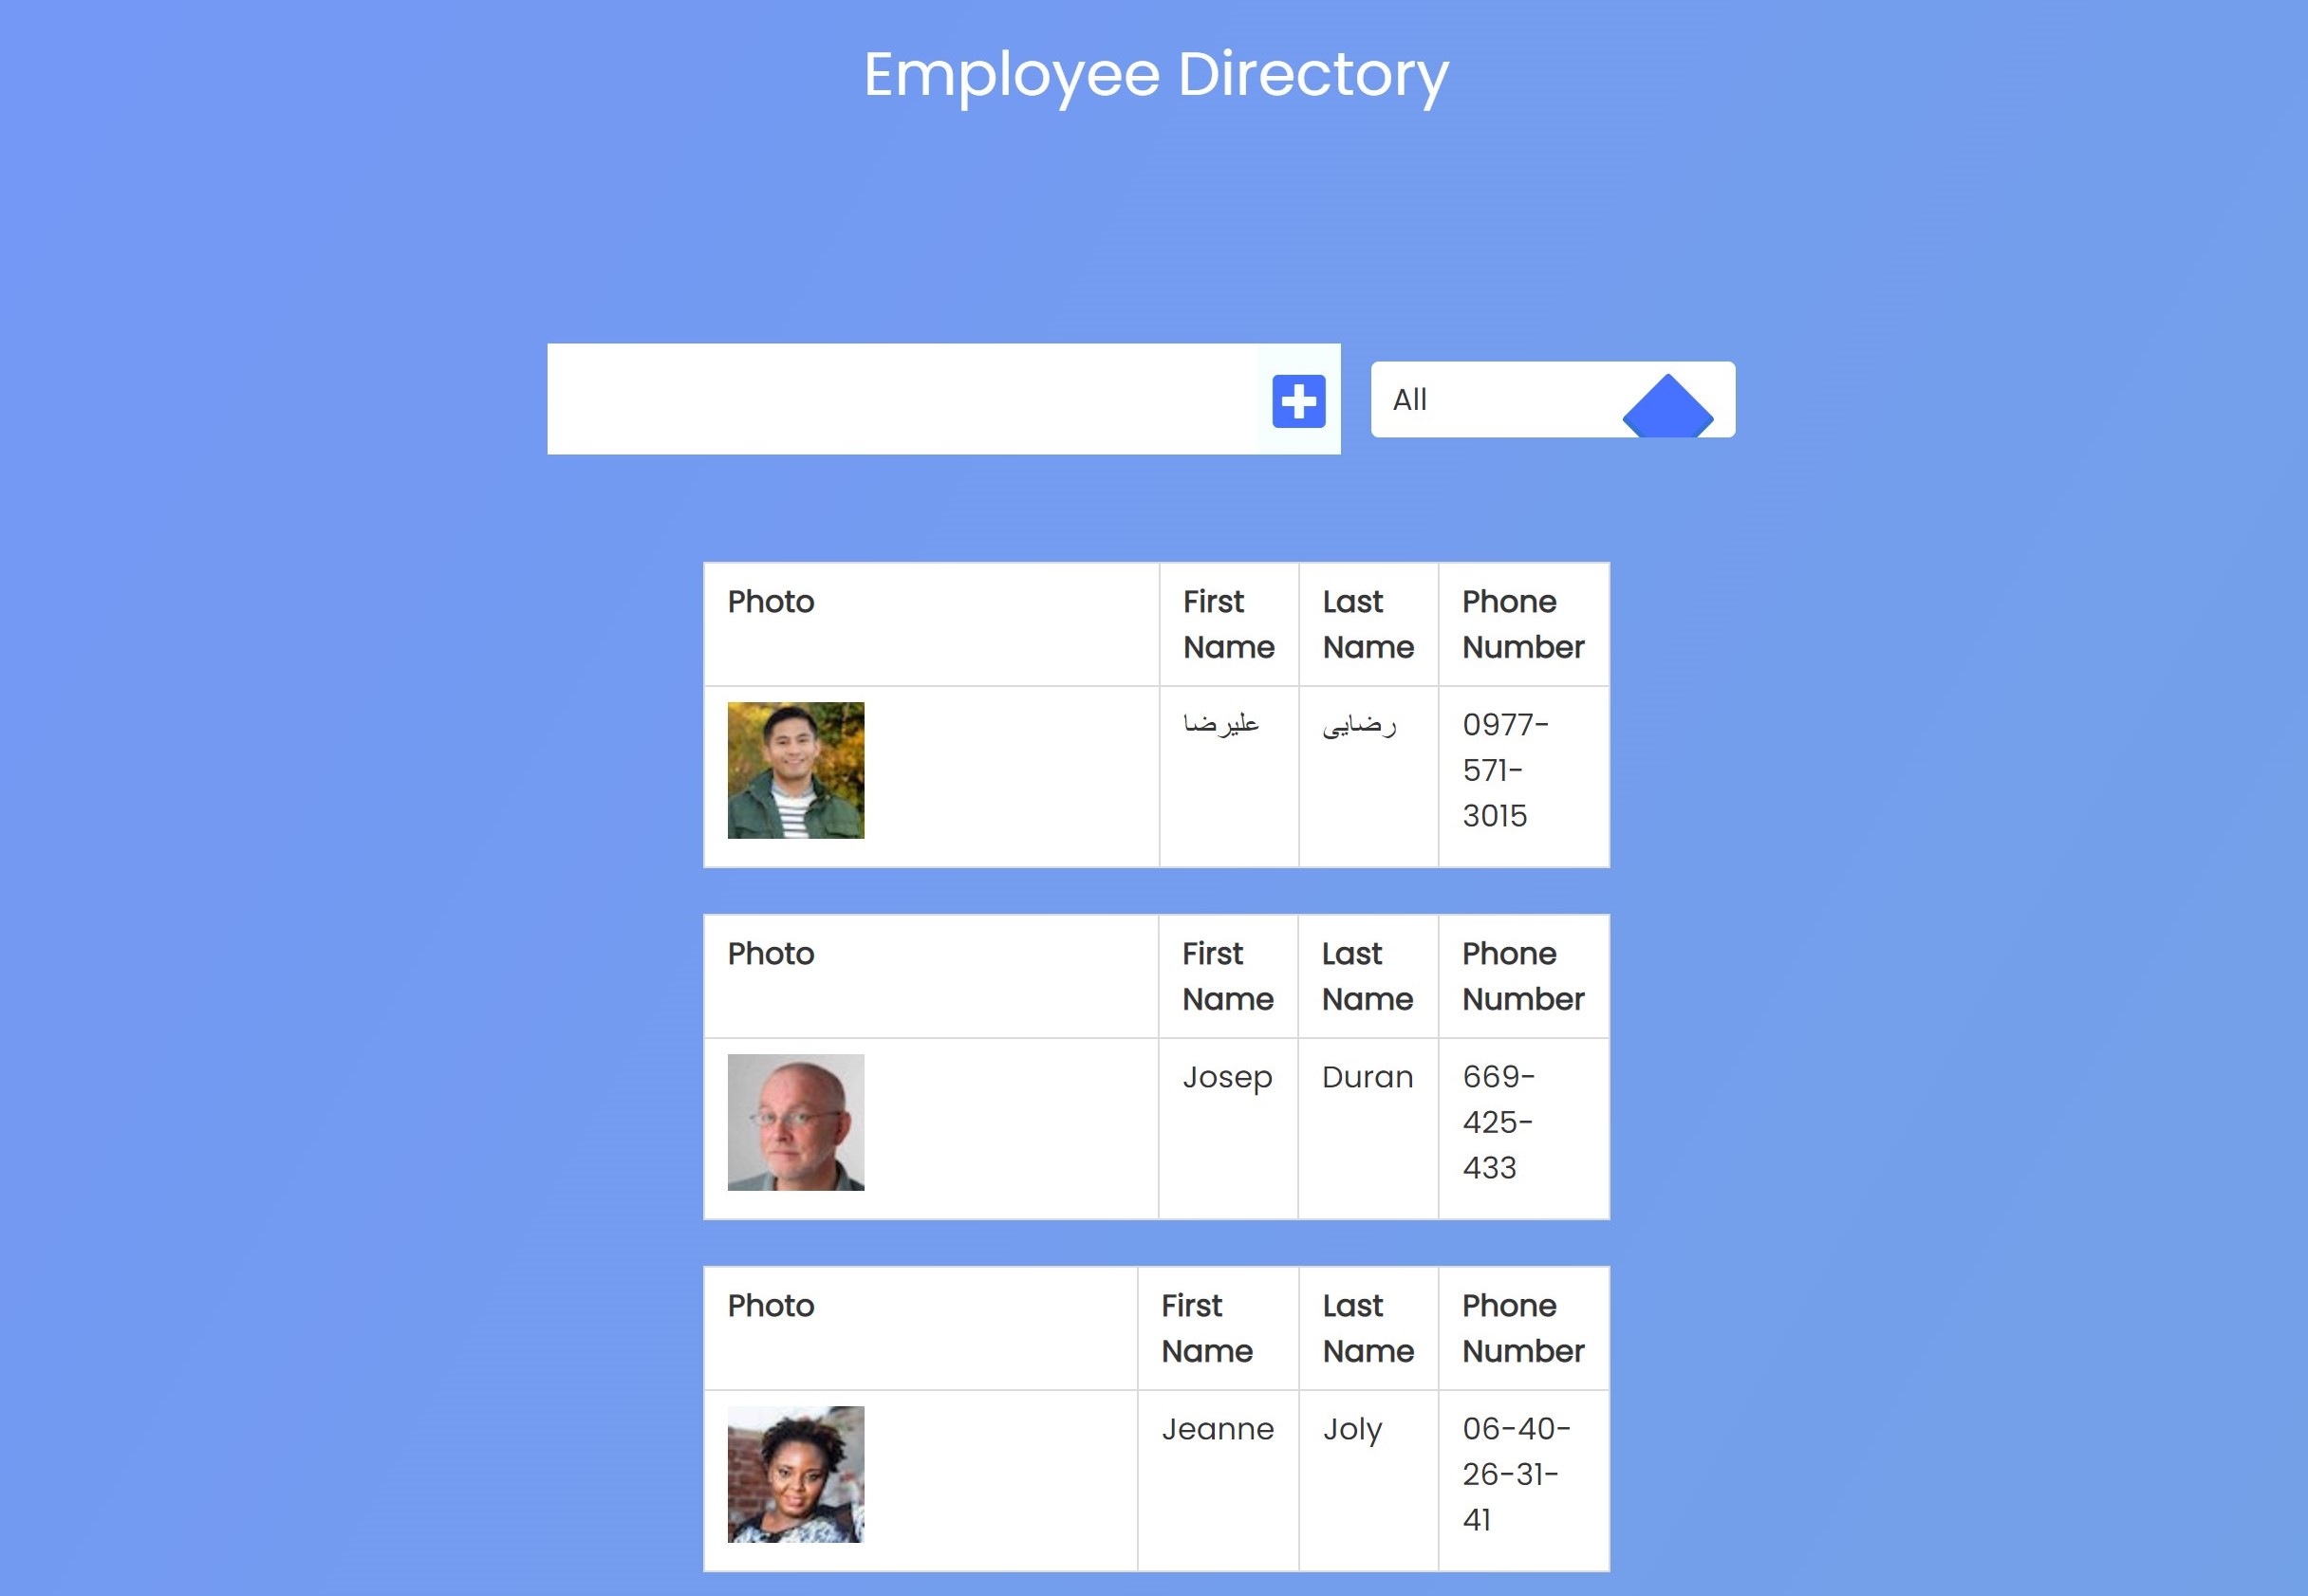 Employee Directory
All
Photo
First
Name
Last
Name
Phone
Number
علیرضا
رضایی
0977-
571-
3015
Photo
First
Name
Last
Name
Phone
Number
Josep
Duran
669-
425-
433
Photo
First
Name
Last
Name
Phone
Number
Jeanne
Joly
06-40-
26-31-
41